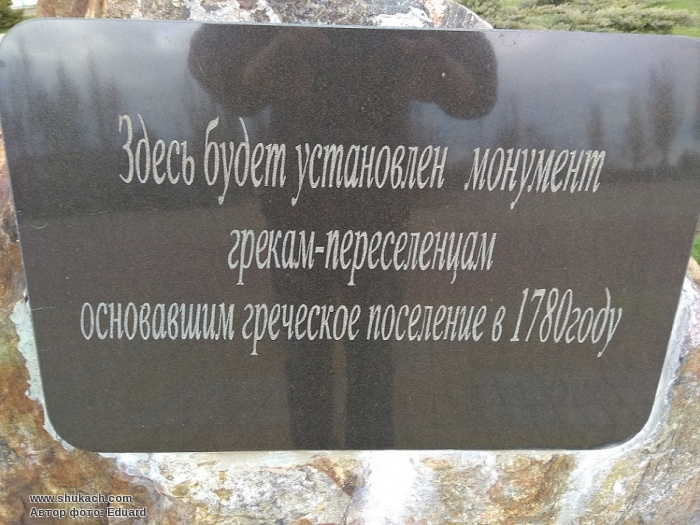 Здесь будет установлен монумент
грекам-переселенцам
основавшим греческое поселение в 1780году
www.shukach.com
Автор фото: Eduard